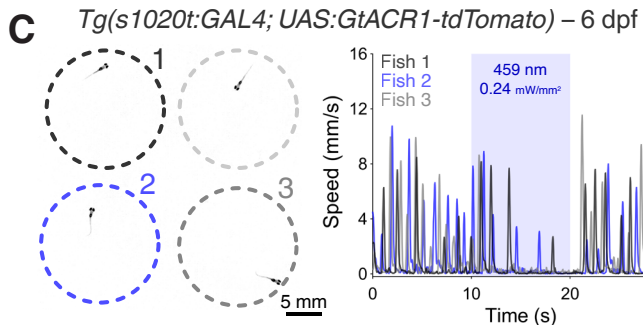 C
Tg(s1020t:GAL4; UAS:GtACR1-tdTomato) – 6 dpf
1
2
3
5 mm
Speed (mm/s)
16
12
8
4
0
Fish 1
Fish 2
Fish 3
459 nm
0.24 mW/mm²
0
10
20
Time (s)